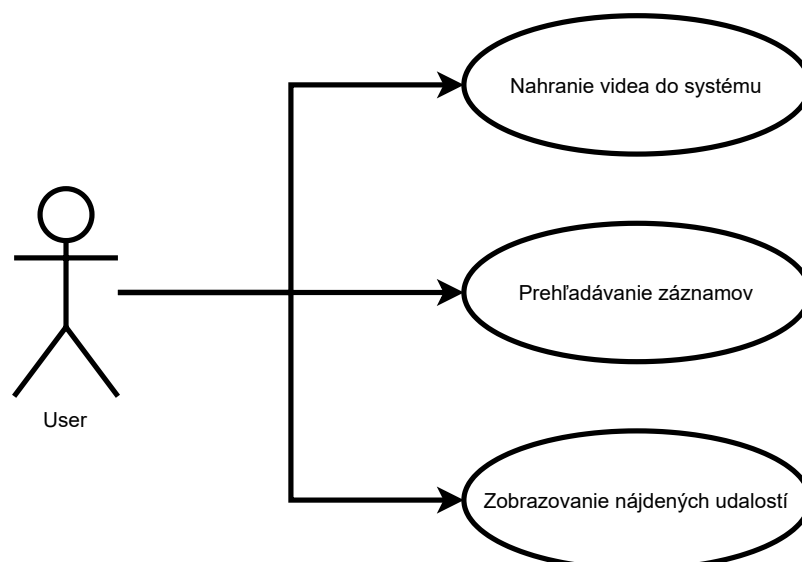 Nahranie videa do systému
Prehľadávanie záznamov
User
Zobrazovanie nájdených udalostí